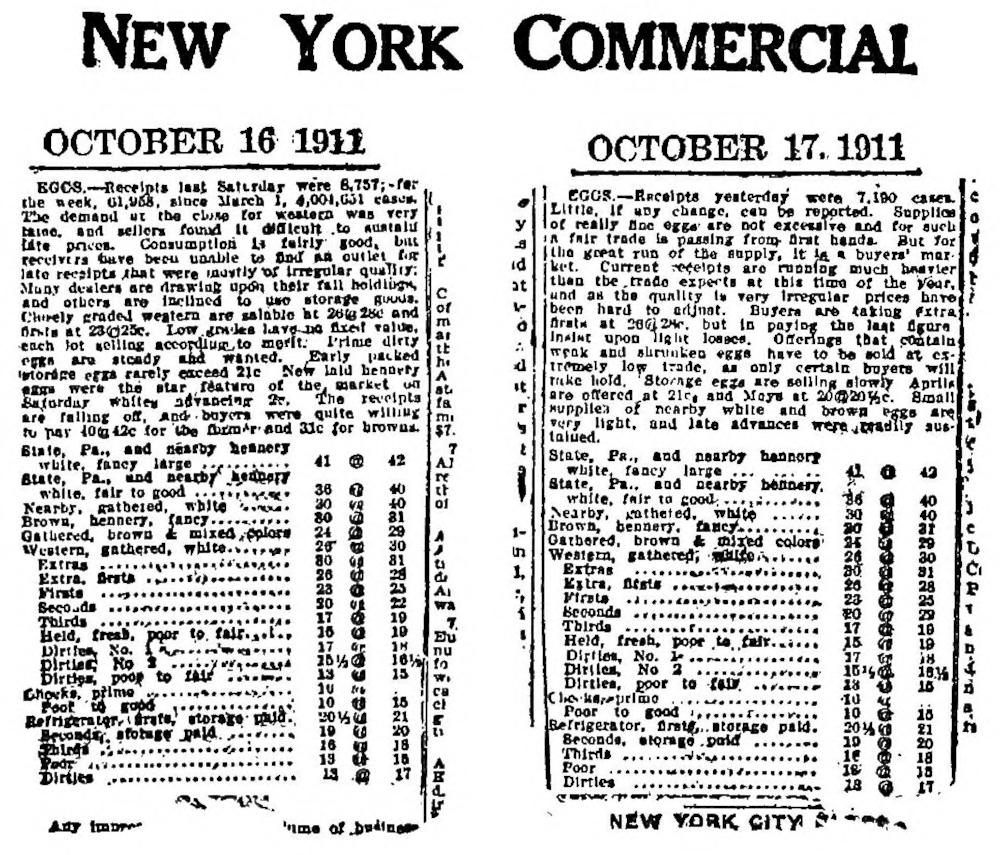 NEW YORK COMMERCIAL
OCTOBER 16 1911
EGGS.—Receipts last Saturday were 8,757; for
the week, 61,958, since March 1, 4,001,651 cases.
The demand at the close for western was very
tame, and sellers found it difficult to sustain
late prices. Consumption is fairly good, but
receivers have been unable to find an outlet for
late receipts that were mostly of irregular quality.
Many dealers are drawing upon their fall holdings,
and others are inclined to use storage goods.
Closely graded western are salable at 26@28c and
firsts at 23@25c. Low grades have no fixed value,
each lot selling according to merit. Prime dirty
eggs are steady and wanted. Early packed
storage eggs rarely exceed 21c New laid hennery
eggs were the star feature of the market on
Saturday whites advancing 2c. The receipts
are falling off, and buyers were quite willing
to pay 40@42c for the former and 31c for browns.
State, Pa., and nearby hennery
white, fancy large 41 @ 42
State, Pa., and nearby hennery
white, fair to good 36 @ 40
Nearby, gathered, white 30 @ 40
Brown, hennery, fancy 30 @ 31
Gathered, brown & mixed colors 24 @ 29
Western, gathered, white 26 @ 30
Extras 30 @ 31
Extra, firsts 26 @ 28
Firsts 23 @ 25
Seconds 20 @ 22
Thirds 17 @ 19
Held, fresh, poor to fair 15 @ 19
Dirties, No. 1 17 @ 18
Dirties, No 2 15½@ 16½
Dirties, poor to fair 13 @ 15
Checks, prime 16 @
Poor to good 10 @ 15
Refrigerator, firsts, storage paid 20½@ 21
Seconds, storage paid 19 @ 20
Thirds 16 @ 18
Poor 13 @ 15
Dirties 13 @ 17
Any time of business
OCTOBER 17, 1911
EGGS.—Receipts yesterday were 7,190 cases.
Little, if any change, can be reported. Supplies
of really fine eggs are not excessive and for such
a fair trade is passing from first hands. But for
the great run of the supply, it is a buyers' mar-
ket. Current receipts are running much heavier
than the trade expects at this time of the year,
and as the quality is very irregular prices have
been hard to adjust. Buyers are taking extra
firsts at 26@28c, but in paying the last figure
insist upon light losses. Offerings that contain
weak and shrunken eggs have to be sold at ex-
tremely low trade, as only certain buyers will
take hold. Storage eggs are selling slowly Aprils
are offered at 21c, and Mays at 20@20½c. Small
supplies of nearby white and brown eggs are
very light, and late advances were readily sus-
tained.
State, Pa., and nearby hennery
white, fancy large 41 @ 42
State, Pa., and nearby hennery,
white, fair to good 36 @ 40
Nearby, gathered, white 30 @ 40
Brown, hennery, fancy 30 @ 31
Gathered, brown & mixed colors 24 @ 29
Western, gathered, white 26 @ 30
Extras 30 @ 31
Extra, firsts 26 @ 28
Firsts 23 @ 25
Seconds 20 @ 22
Thirds 17 @ 19
Held, fresh, poor to fair 15 @ 19
Dirties, No. 1 17 @ 18
Dirties, No 2 15½@ 16½
Dirties, poor to fair 13 @ 15
Checks, prime 16 @
Poor to good 10 @ 15
Refrigerator, firsts, storage paid. 20½@ 21
Seconds, storage paid 19 @ 20
Thirds 16 @ 18
Poor @ 15
Dirties 13 @ 17
NEW YORK CITY